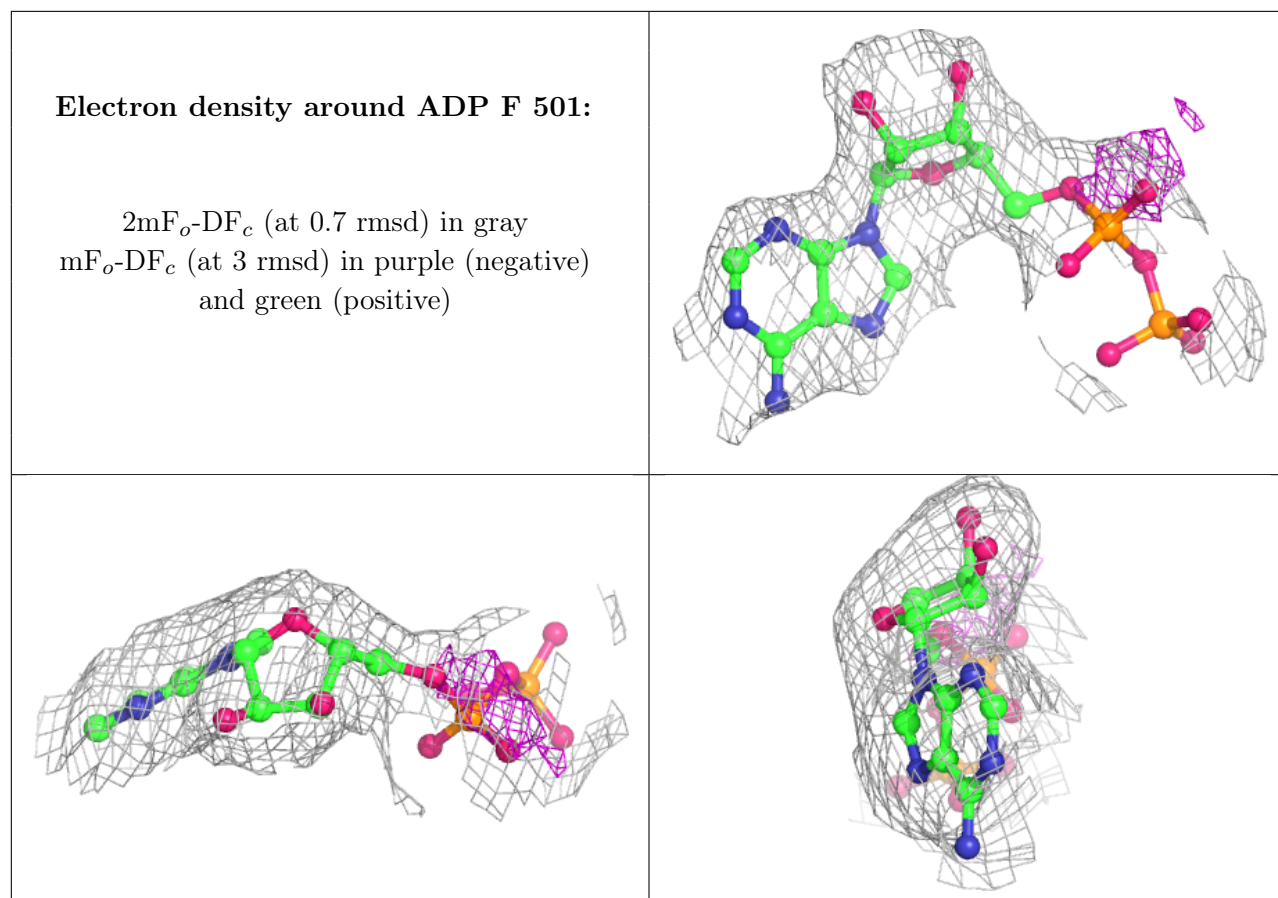 Electron density around ADP F 501:
2mFo-DFc (at 0.7 rmsd) in gray
mFo-DFc (at 3 rmsd) in purple (negative)
and green (positive)